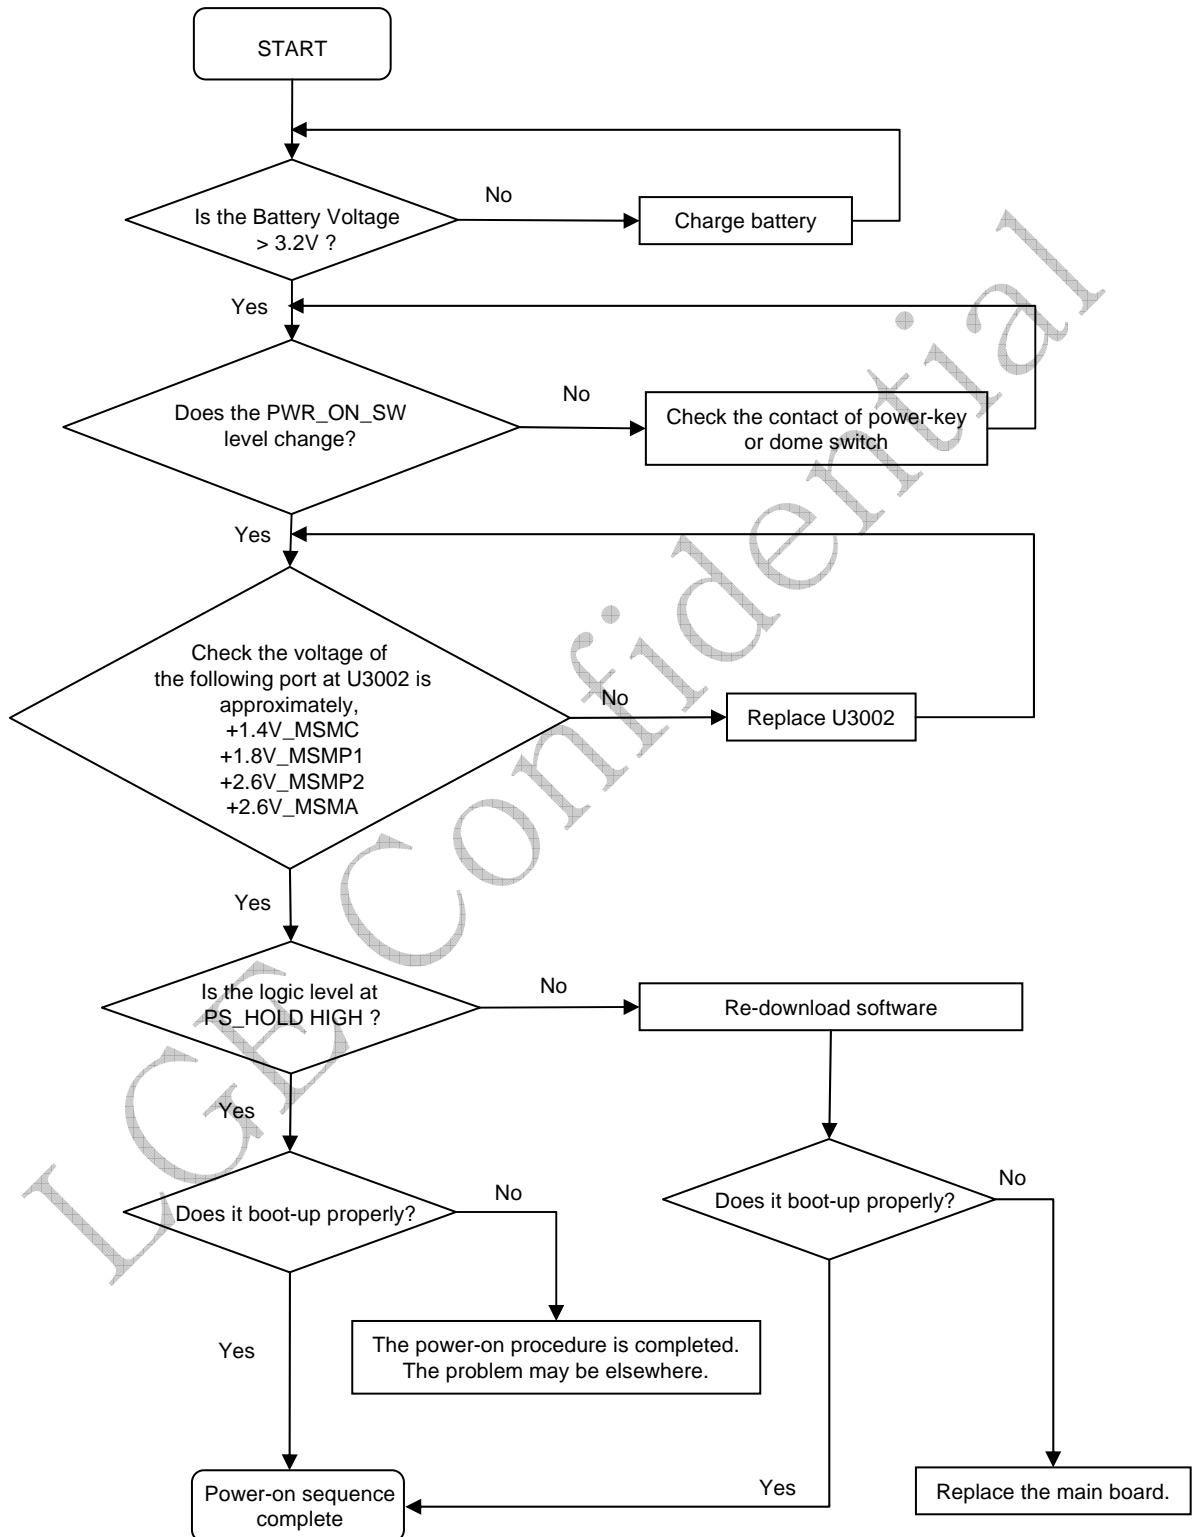 START
No
Is the Battery Voltage
> 3.2V ?
Charge battery
Yes
Does the PWR_ON_SW
level change?
No
Check the contact of power-key
or dome switch
Yes
Check the voltage of
the following port at U3002 is
approximately,
+1.4V_MSMC
+1.8V_MSMP1
+2.6V_MSMP2
+2.6V_MSMA
No
Replace U3002
Yes
Is the logic level at
PS_HOLD HIGH ?
No
Re-download software
Yes
Does it boot-up properly?
No
Does it boot-up properly?
No
The power-on procedure is completed.
The problem may be elsewhere.
Yes
Power-on sequence
complete
Yes
Replace the main board.
LGE Confidential